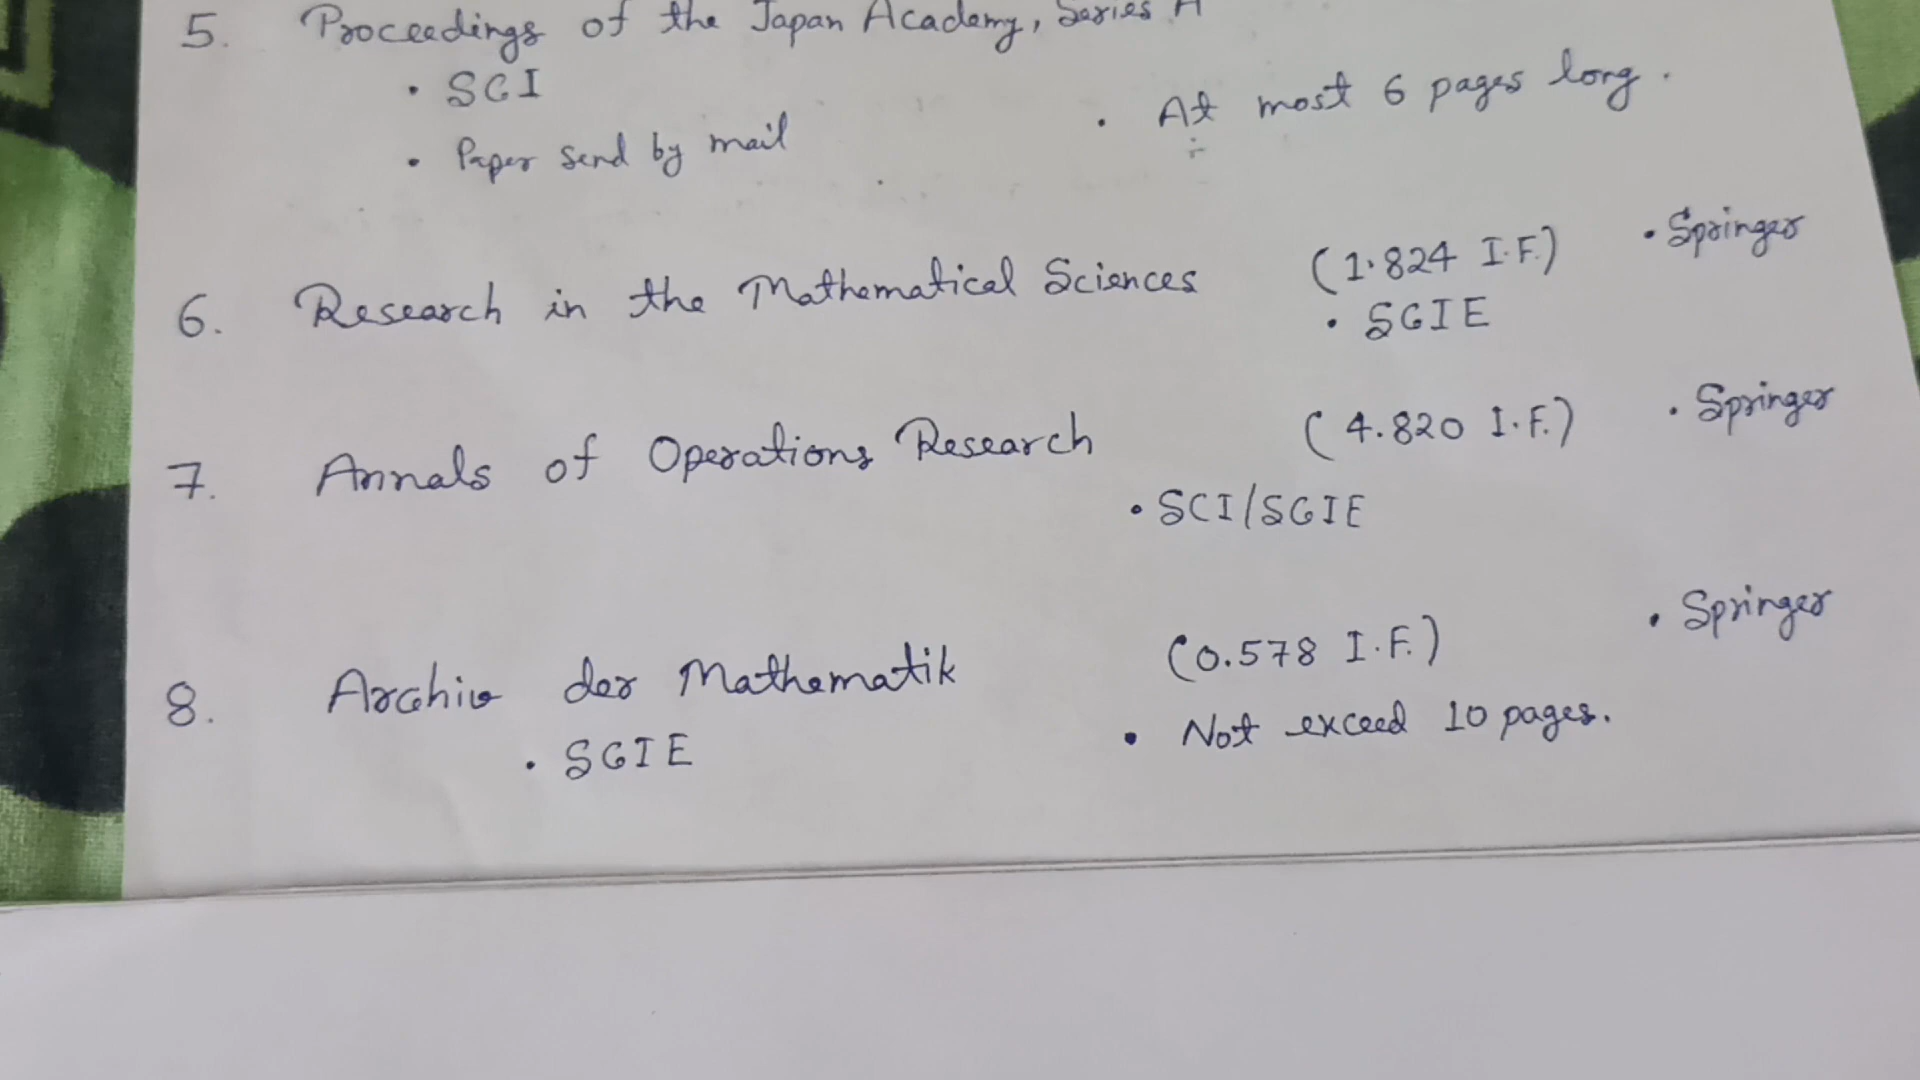 5. Proceedings of the Japan Academy, Series A
• SCI
• Paper send by mail • At most 6 pages long.
6. Research in the Mathematical Sciences (1.824 I.F.) • Springer
• SCIE
7. Annals of Operations Research (4.820 I.F.) • Springer
• SCI/SCIE
8. Archiv der Mathematik (0.578 I.F.) • Springer
• SCIE • Not exceed 10 pages.